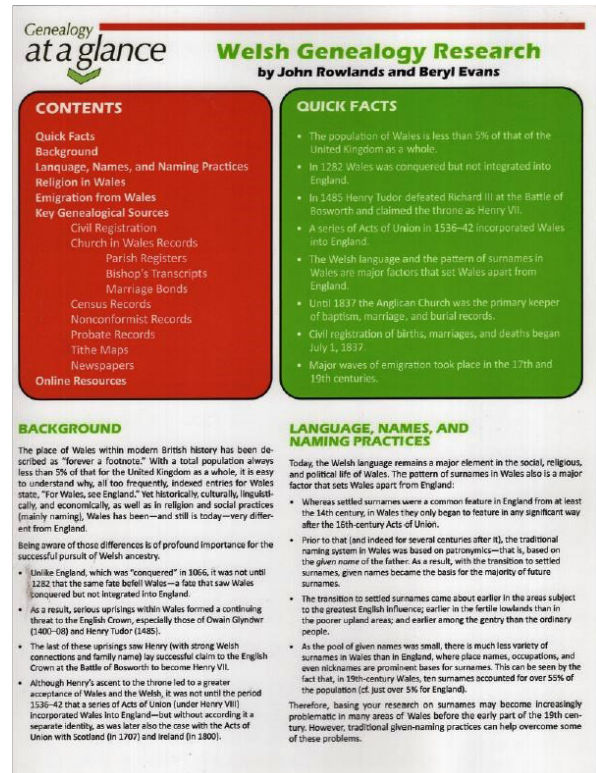 Genealogy
at a glance
Welsh Genealogy Research
by John Rowlands and Beryl Evans
CONTENTS
Quick Facts
Background
Language, Names, and Naming Practices
Religion in Wales
Emigration from Wales
Key Genealogical Sources
Civil Registration
Church in Wales Records
Parish Registers
Bishop's Transcripts
Marriage Bonds
Census Records
Nonconformist Records
Probate Records
Tithe Maps
Newspapers
Online Resources
QUICK FACTS
• The population of Wales is less than 5% of that of the
United Kingdom as a whole.
• In 1282 Wales was conquered but not integrated into
England.
• In 1485 Henry Tudor defeated Richard III at the Battle of
Bosworth and claimed the throne as Henry VII.
• A series of Acts of Union in 1536–42 incorporated Wales
into England.
• The Welsh language and the pattern of surnames in
Wales are major factors that set Wales apart from
England.
• Until 1837 the Anglican Church was the primary keeper
of baptism, marriage, and burial records.
• Civil registration of births, marriages, and deaths began
July 1, 1837.
• Major waves of emigration took place in the 17th and
19th centuries.
BACKGROUND
The place of Wales within modern British history has been de-
scribed as "forever a footnote." With a total population always
less than 5% of that for the United Kingdom as a whole, it is easy
to understand why, all too frequently, indexed entries for Wales
state, "For Wales, see England." Yet historically, culturally, linguisti-
cally, and economically, as well as in religion and social practices
(mainly naming), Wales has been—and still is today—very differ-
ent from England.
Being aware of those differences is of profound importance for the
successful pursuit of Welsh ancestry.
• Unlike England, which was "conquered" in 1066, it was not until
1282 that the same fate befell Wales—a fate that saw Wales
conquered but not integrated into England.
• As a result, serious uprisings within Wales formed a continuing
threat to the English Crown, especially those of Owain Glyndwr
(1400–08) and Henry Tudor (1485).
• The last of these uprisings saw Henry (with strong Welsh
connections and family name) lay successful claim to the English
Crown at the Battle of Bosworth to become Henry VII.
• Although Henry's ascent to the throne led to a greater
acceptance of Wales and the Welsh, it was not until the period
1536–42 that a series of Acts of Union (under Henry VIII)
incorporated Wales into England—but without according it a
separate identity, as was later also the case with the Acts of
Union with Scotland (in 1707) and Ireland (in 1800).
LANGUAGE, NAMES, AND
NAMING PRACTICES
Today, the Welsh language remains a major element in the social, religious,
and political life of Wales. The pattern of surnames in Wales also is a major
factor that sets Wales apart from England:
• Whereas settled surnames were a common feature in England from at least
the 14th century, in Wales they only began to feature in any significant way
after the 16th-century Acts of Union.
• Prior to that (and indeed for several centuries after it), the traditional
naming system in Wales was based on patronymics—that is, based on
the given name of the father. As a result, with the transition to settled
surnames, given names became the basis for the majority of future
surnames.
• The transition to settled surnames came about earlier in the areas subject
to the greatest English influence; earlier in the fertile lowlands than in
the poorer upland areas; and earlier among the gentry than the ordinary
people.
• As the pool of given names was small, there is much less variety of
surnames in Wales than in England, where place names, occupations, and
even nicknames are prominent bases for surnames. This can be seen by the
fact that, in 19th-century Wales, ten surnames accounted for over 55% of
the population (cf. just over 5% for England).
Therefore, basing your research on surnames may become increasingly
problematic in many areas of Wales before the early part of the 19th cen-
tury. However, traditional given-naming practices can help overcome some
of these problems.